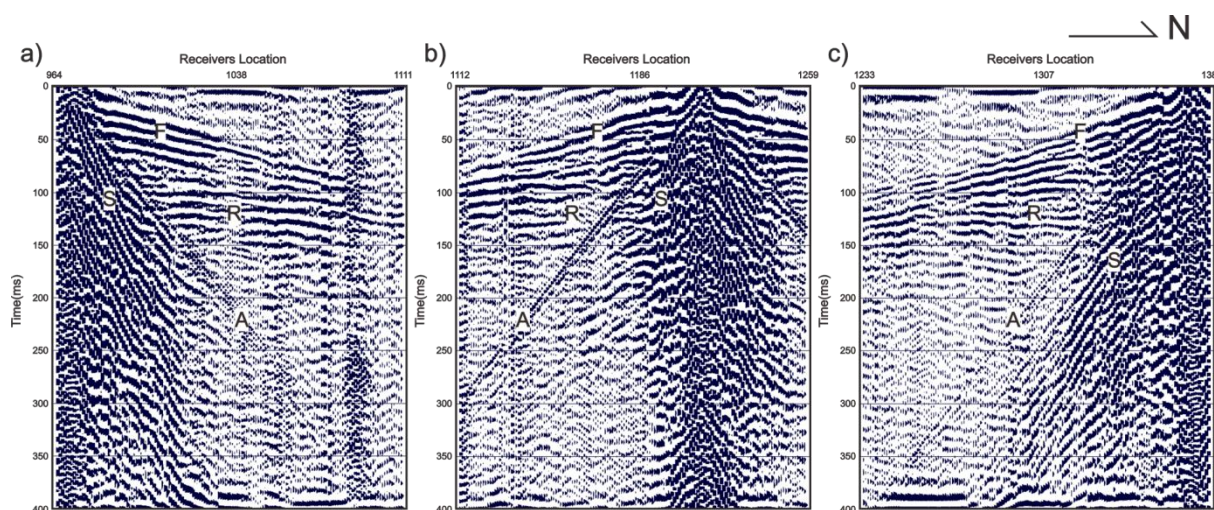 N
a)
Receivers Location
964 1038 1111
Time(ms)
0
50
100
150
200
250
300
350
400
F
S
R
A
b)
Receivers Location
1112 1186 1259
Time(ms)
0
50
100
150
200
250
300
350
400
F
S
R
A
c)
Receivers Location
1233 1307 138
Time(ms)
0
50
100
150
200
250
300
350
400
F
R
S
A